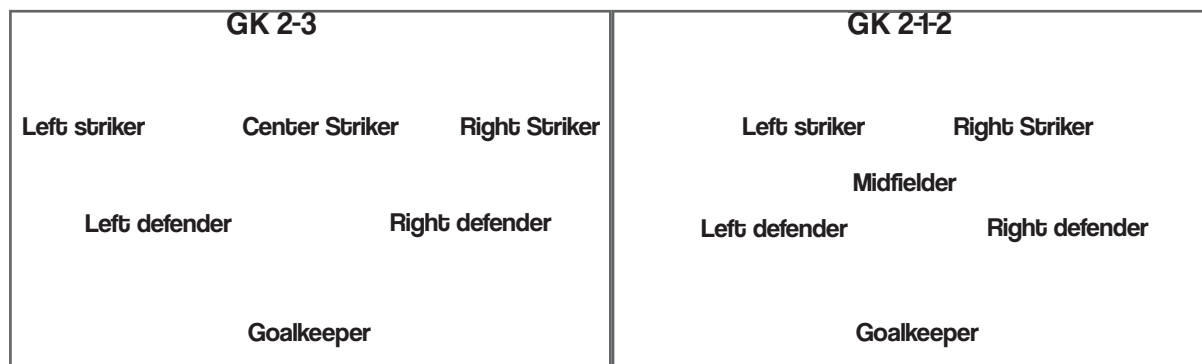 GK 2-3
Left striker Center Striker Right Striker
Left defender Right defender
Goalkeeper
GK 2-1-2
Left striker Right Striker
Midfielder
Left defender Right defender
Goalkeeper